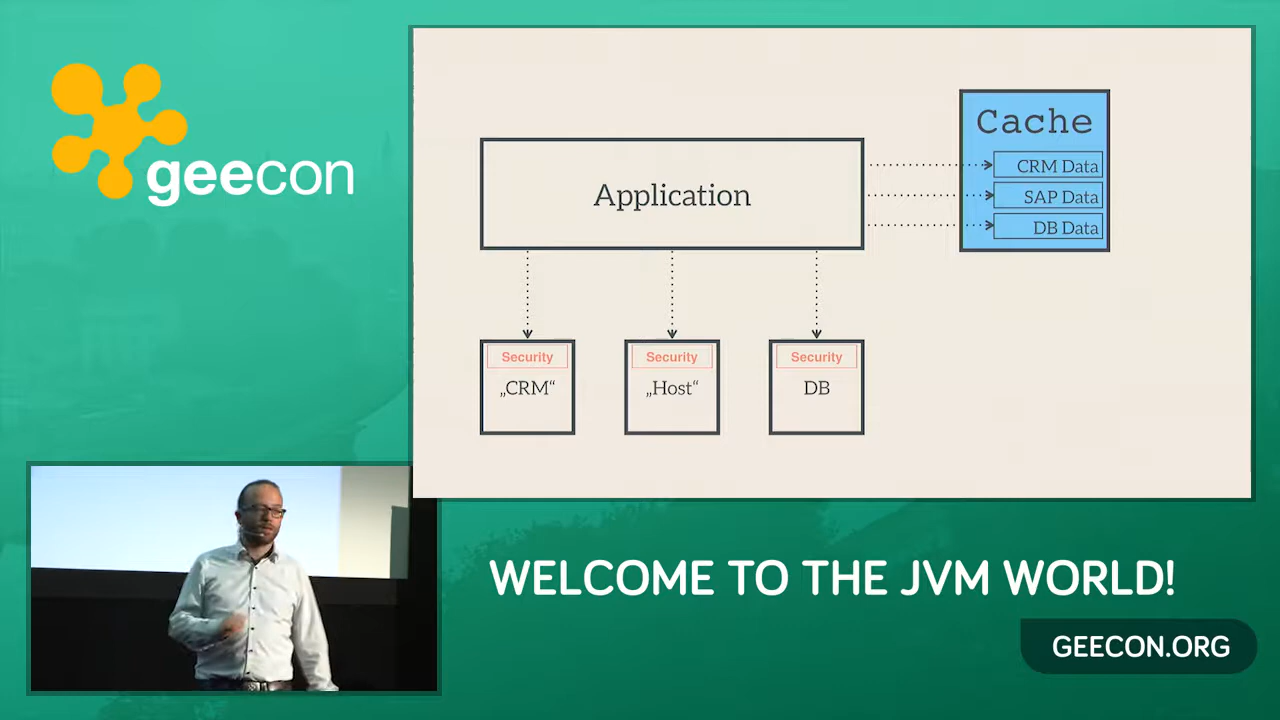 geecon
Cache
CRM Data
SAP Data
DB Data
Application
Security
„CRM“
Security
„Host“
Security
DB
WELCOME TO THE JVM WORLD!
GEECON.ORG